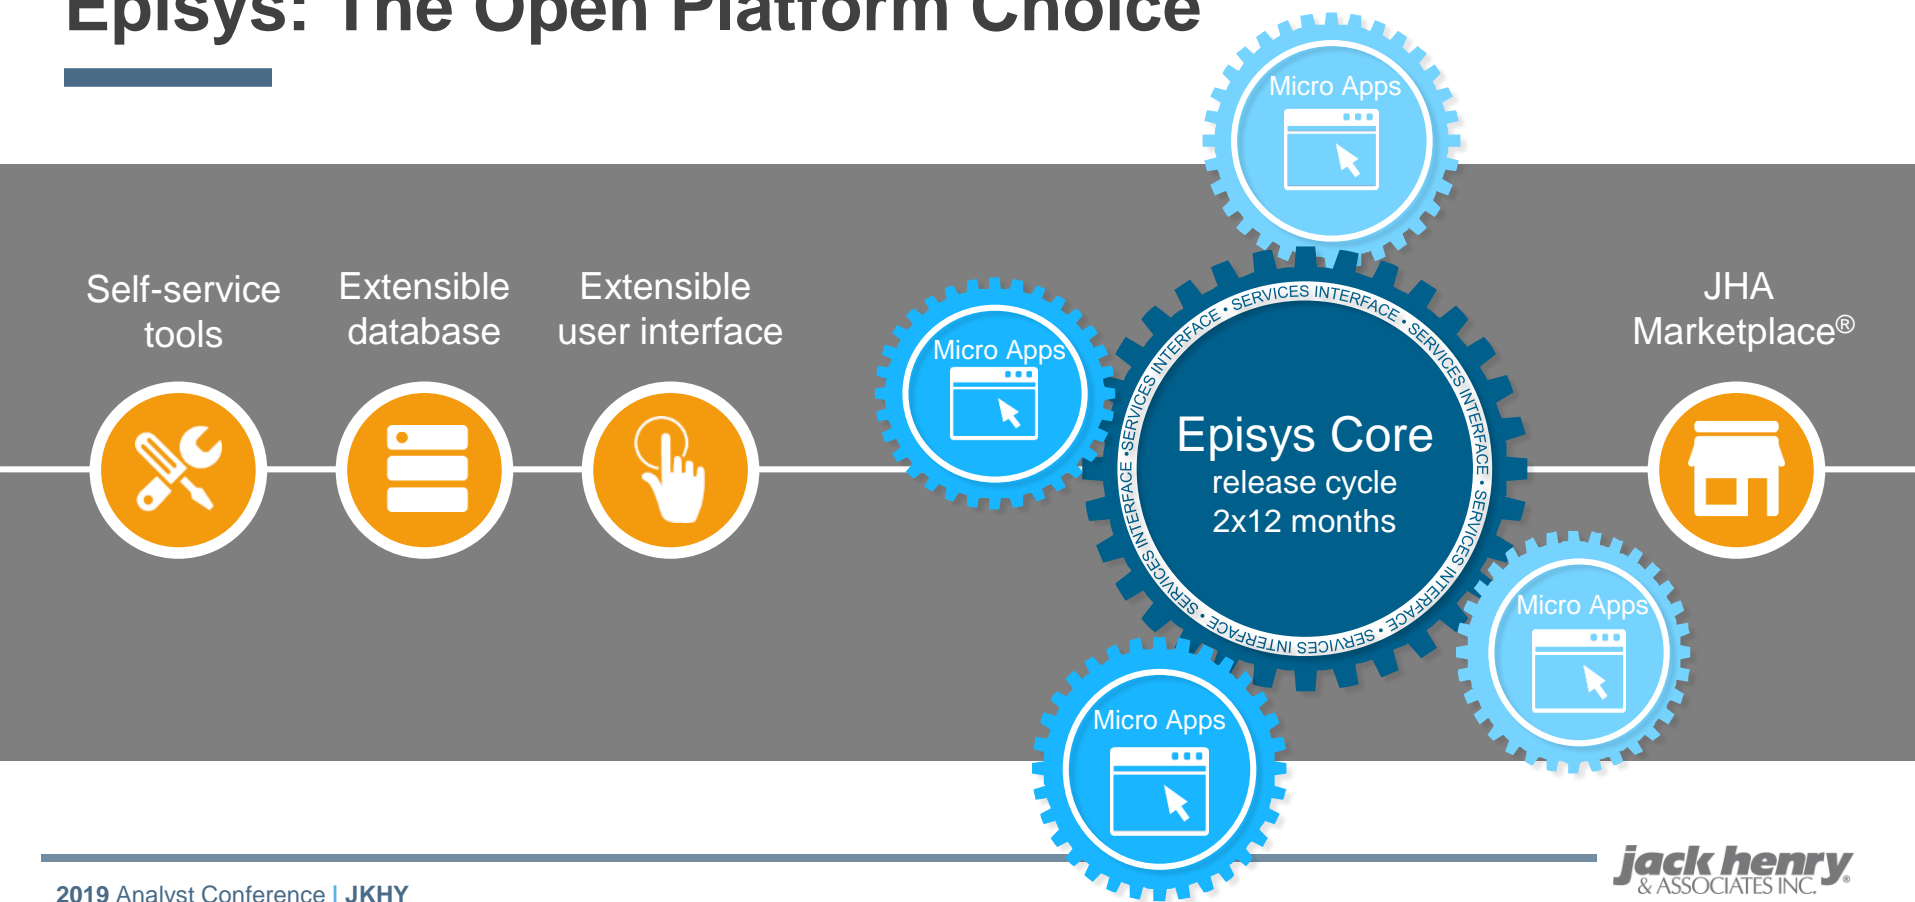 Episys: The Open Platform Choice
Micro Apps
Self-service
tools
Extensible
database
Extensible
user interface
Micro Apps
SERVICES INTERFACE • SERVICES INTERFACE • SERVICES INTERFACE • SERVICES INTERFACE • SERVICES INTERFACE • SERVICES INTERFACE •
Episys Core
release cycle
2x12 months
JHA
Marketplace®
Micro Apps
Micro Apps
jack henry
& ASSOCIATES INC.®
2019 Analyst Conference | JKHY